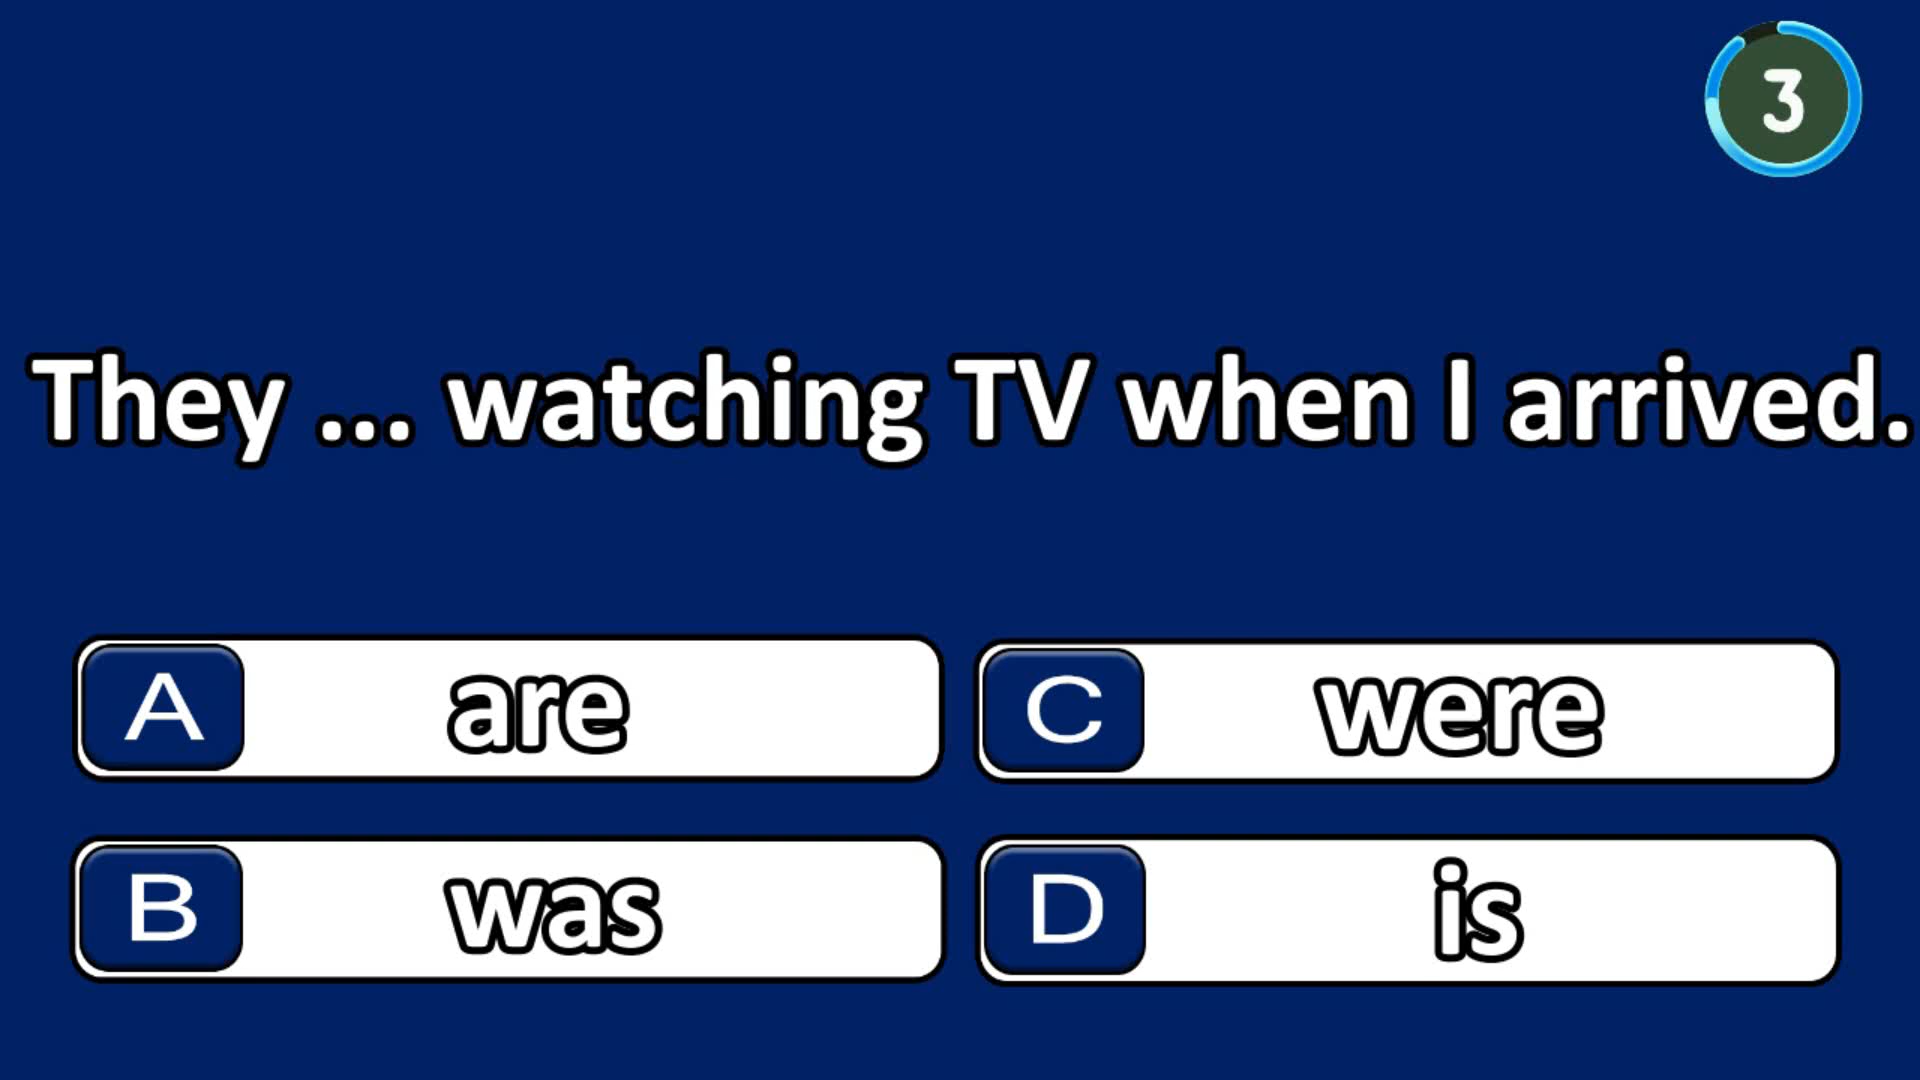 3
They ... watching TV when I arrived.
A are
C were
B was
D is